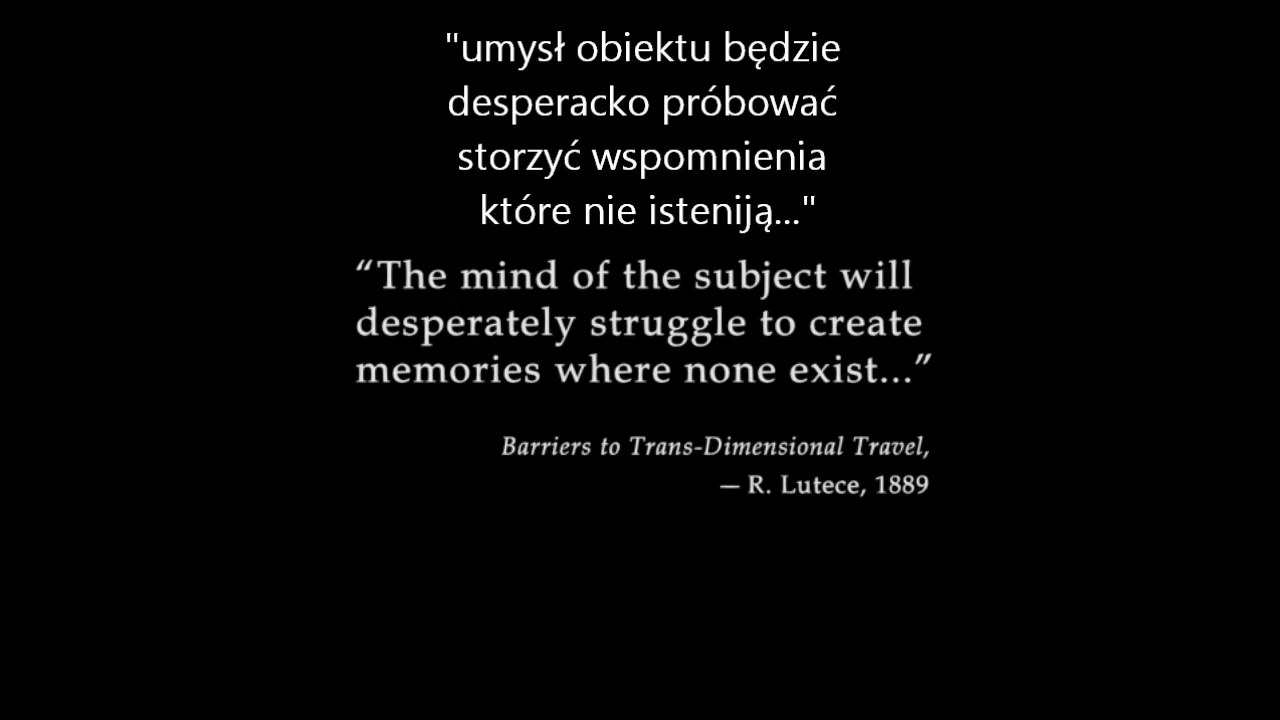 "umysł obiektu będzie
desperacko próbować
storzyć wspomnienia
które nie isteniją..."
“The mind of the subject will
desperately struggle to create
memories where none exist...”
Barriers to Trans-Dimensional Travel,
— R. Lutece, 1889